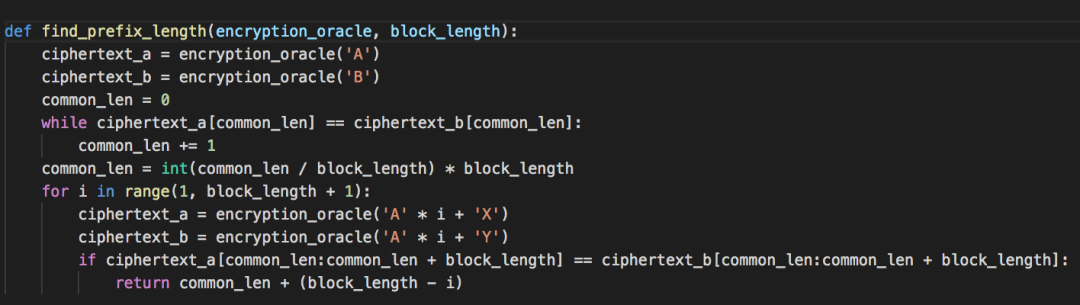 def find_prefix_length(encryption_oracle, block_length):
    ciphertext_a = encryption_oracle('A')
    ciphertext_b = encryption_oracle('B')
    common_len = 0
    while ciphertext_a[common_len] == ciphertext_b[common_len]:
        common_len += 1
    common_len = int(common_len / block_length) * block_length
    for i in range(1, block_length + 1):
        ciphertext_a = encryption_oracle('A' * i + 'X')
        ciphertext_b = encryption_oracle('A' * i + 'Y')
        if ciphertext_a[common_len:common_len + block_length] == ciphertext_b[common_len:common_len + block_length]:
            return common_len + (block_length - i)